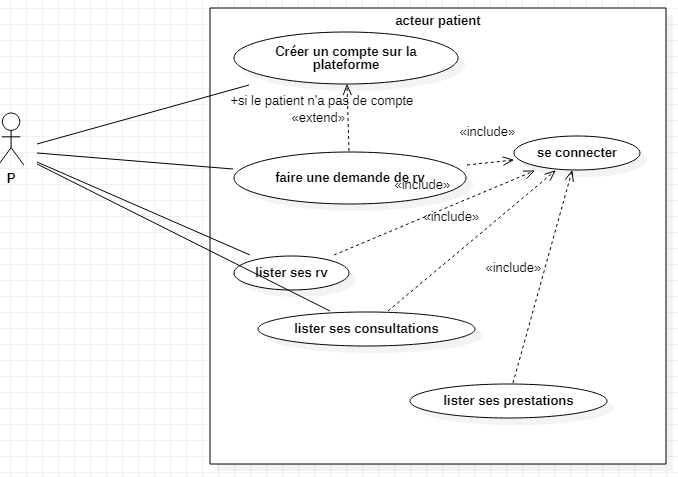 acteur patient
Créer un compte sur la
plateforme
+si le patient n'a pas de compte
«extend»
«include»
se connecter
faire une demande de rv
«include»
P
«include»
lister ses rv
«include»
lister ses consultations
lister ses prestations